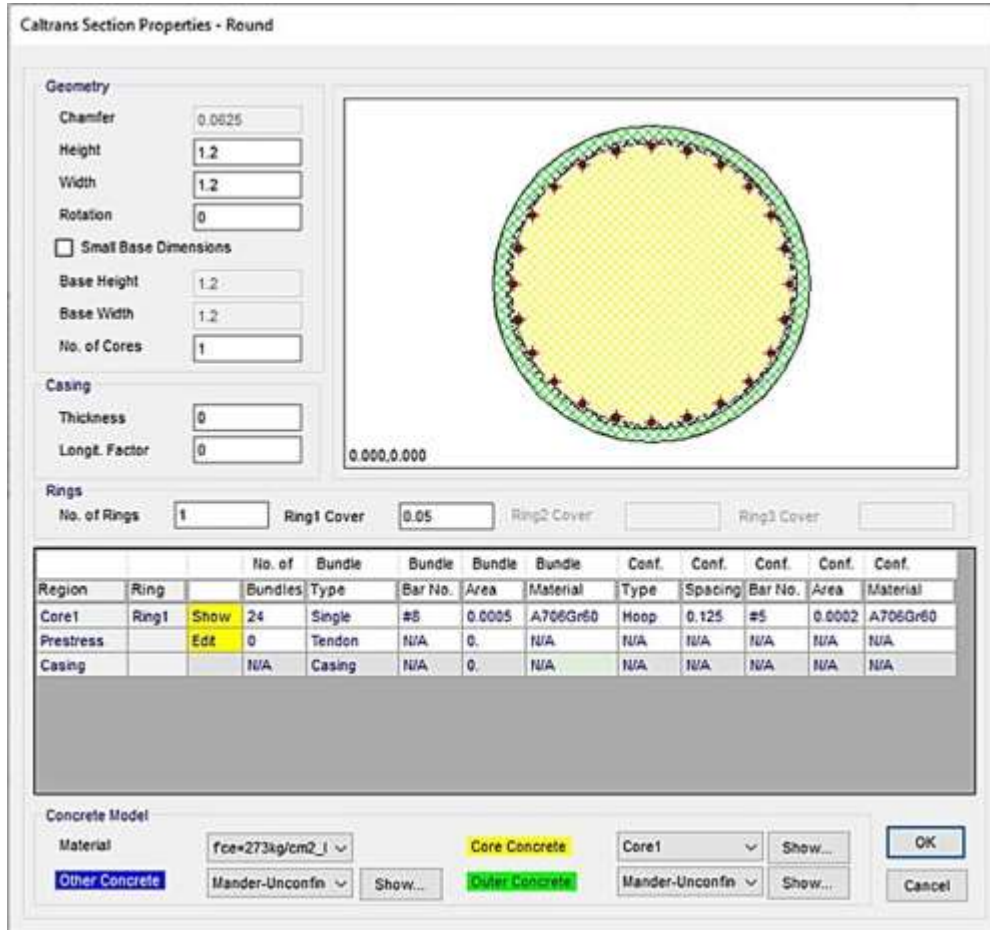 Caltrans Section Properties - Round
Geometry
Chamfer 0.0625
Height 1.2
Width 1.2
Rotation 0
Small Base Dimensions
Base Height 1.2
Base Width 1.2
No. of Cores 1
Casing
Thickness 0
Longit. Factor 0
0.000,0.000
Rings
No. of Rings 1 Ring1 Cover 0.05 Ring2 Cover Ring3 Cover
No. of Bundle Bundle Bundle Bundle Conf. Conf. Conf. Conf. Conf.
Region Ring Bundles Type Bar No. Area Material Type Spacing Bar No. Area Material
Core1 Ring1 Show 24 Single #8 0.0005 A706Gr60 Hoop 0.125 #5 0.0002 A706Gr60
Prestress Edit 0 Tendon N/A 0. N/A N/A N/A N/A N/A N/A
Casing N/A Casing N/A 0. N/A N/A N/A N/A N/A N/A
Concrete Model
Material f'ce=273kg/cm2_( Core Concrete Core1 Show... OK
Other Concrete Mander-Unconfin Show... Outer Concrete Mander-Unconfin Show... Cancel